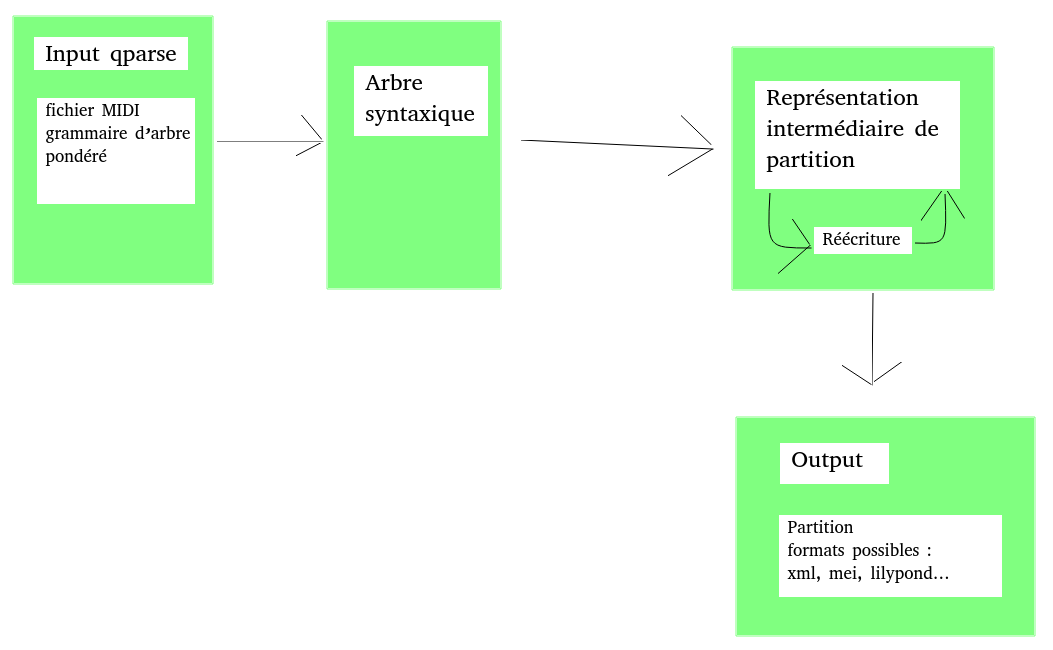 Input qparse
fichier MIDI
grammaire d'arbre
pondéré
Arbre
syntaxique
Représentation
intermédiaire de
partition
Réécriture
Output
Partition
formats possibles :
xml, mei, lilypond...